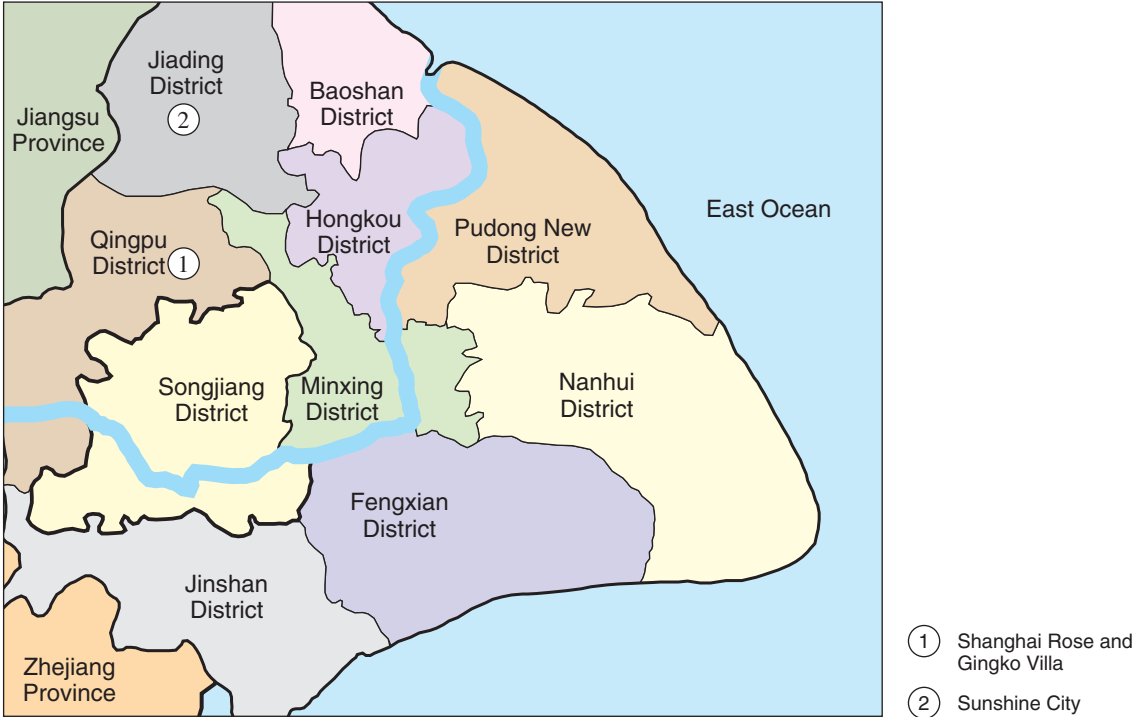 Jiading
District
2
Baoshan
District
Jiangsu
Province
Hongkou
District
Pudong New
District
East Ocean
Qingpu
District 1
Songjiang
District
Minxing
District
Nanhui
District
Fengxian
District
Jinshan
District
Zhejiang
Province
1 Shanghai Rose and
Gingko Villa
2 Sunshine City